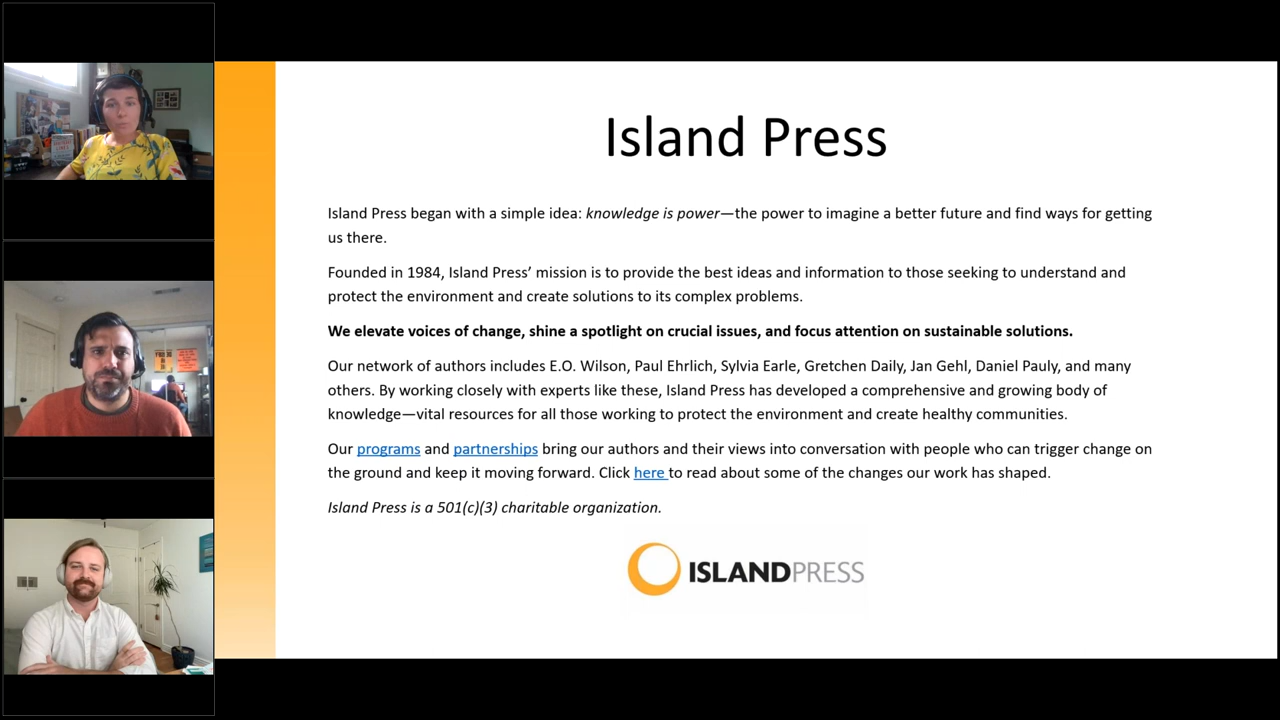 Island Press
Island Press began with a simple idea: knowledge is power—the power to imagine a better future and find ways for getting
us there.
Founded in 1984, Island Press’ mission is to provide the best ideas and information to those seeking to understand and
protect the environment and create solutions to its complex problems.
We elevate voices of change, shine a spotlight on crucial issues, and focus attention on sustainable solutions.
Our network of authors includes E.O. Wilson, Paul Ehrlich, Sylvia Earle, Gretchen Daily, Jan Gehl, Daniel Pauly, and many
others. By working closely with experts like these, Island Press has developed a comprehensive and growing body of
knowledge—vital resources for all those working to protect the environment and create healthy communities.
Our programs and partnerships bring our authors and their views into conversation with people who can trigger change on
the ground and keep it moving forward. Click here to read about some of the changes our work has shaped.
Island Press is a 501(c)(3) charitable organization.
ISLANDPRESS